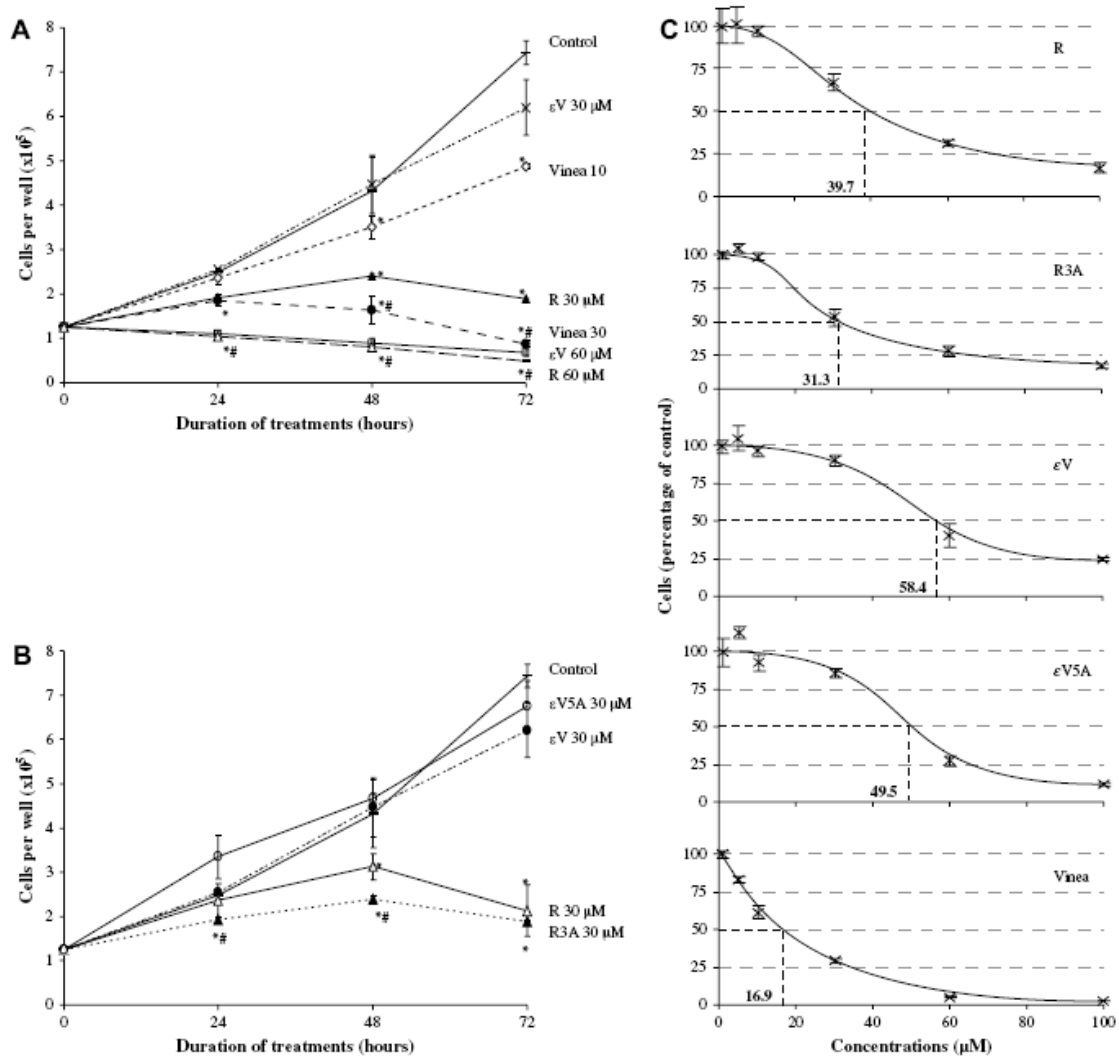 A
8
7
6
5
4
3
2
1
0
Cells per well (x10⁵)
0 24 48 72
Duration of treatments (hours)
Control
εV 30 µM
Vinea 10
R 30 µM
Vinea 30
εV 60 µM
R 60 µM
* * * * * *# *# *# *# *#
B
8
7
6
5
4
3
2
1
0
Cells per well (x10⁵)
0 24 48 72
Duration of treatments (hours)
Control
εV5A 30 µM
εV 30 µM
R 30 µM
R3A 30 µM
*# * *# * *
C
Cells (percentage of control)
R
100
75
50
25
0
39.7
R3A
100
75
50
25
0
31.3
εV
100
75
50
25
0
58.4
εV5A
100
75
50
25
0
49.5
Vinea
100
75
50
25
0
16.9
0 20 40 60 80 100
Concentrations (µM)